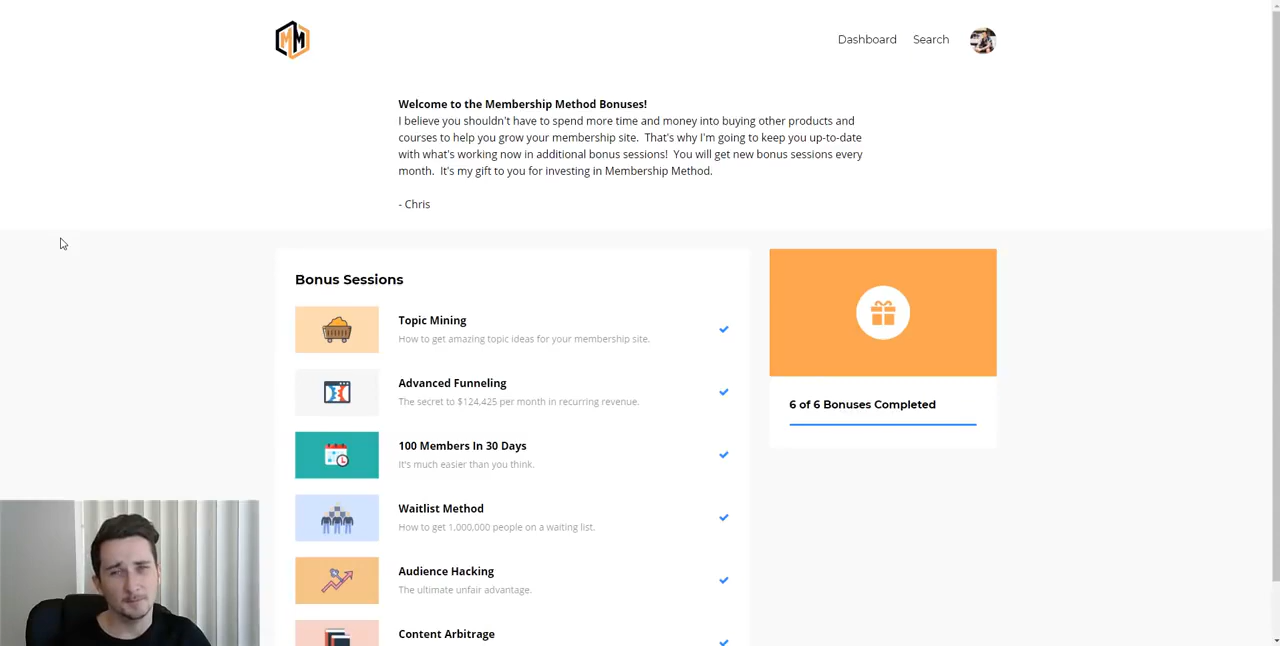 MM
Dashboard Search
Welcome to the Membership Method Bonuses!
I believe you shouldn't have to spend more time and money into buying other products and
courses to help you grow your membership site. That's why I'm going to keep you up-to-date
with what's working now in additional bonus sessions! You will get new bonus sessions every
month. It's my gift to you for investing in Membership Method.
- Chris
Bonus Sessions
Topic Mining
How to get amazing topic ideas for your membership site.
Advanced Funneling
The secret to $124,425 per month in recurring revenue.
100 Members In 30 Days
It's much easier than you think.
Waitlist Method
How to get 1,000,000 people on a waiting list.
Audience Hacking
The ultimate unfair advantage.
Content Arbitrage
6 of 6 Bonuses Completed